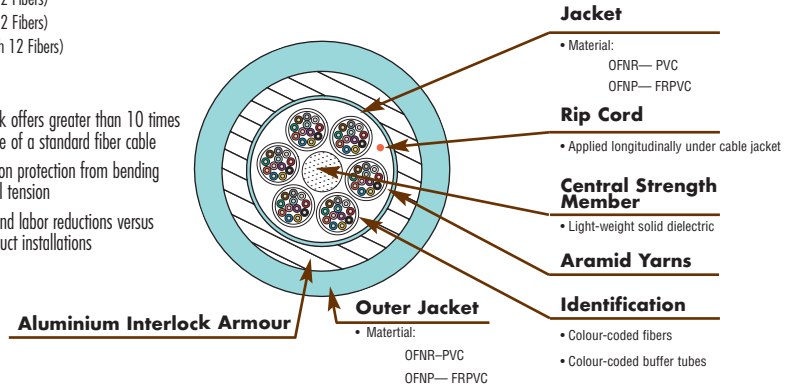 2 Fibers)
2 Fibers)
12 Fibers)
k offers greater than 10 times
e of a standard fiber cable
on protection from bending
l tension
nd labor reductions versus
uct installations
Jacket
• Material:
OFNR— PVC
OFNP— FRPVC
Rip Cord
• Applied longitudinally under cable jacket
Central Strength
Member
• Light-weight solid dielectric
Aramid Yarns
Identification
• Colour-coded fibers
• Colour-coded buffer tubes
Outer Jacket
• Matertial:
OFNR–PVC
OFNP— FRPVC
Aluminium Interlock Armour